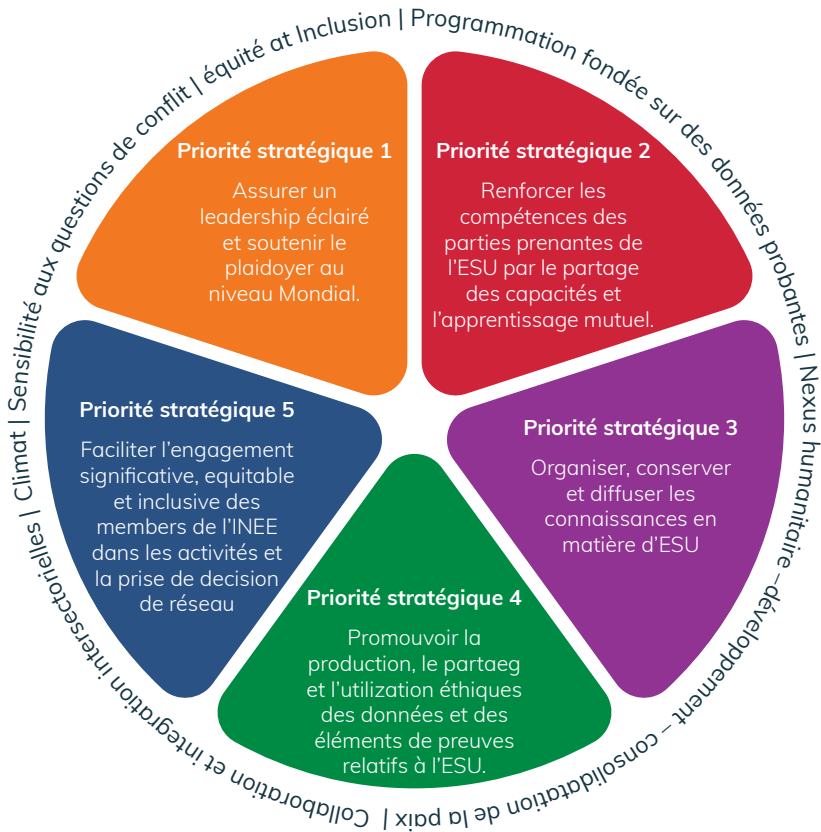 Climat | Sensibilité aux questions de conflit | équité at Inclusion | Programmation fondée sur des données probantes | Nexus humanitaire –développement – consolidatation de la paix | Collaboration et integration intersectorielles |
Priorité stratégique 1
Assurer un
leadership éclairé
et soutenir le
plaidoyer au
niveau Mondial.
Priorité stratégique 2
Renforcer les
compétences des
parties prenantes de
l’ESU par le partage
des capacités et
l’apprentissage mutuel.
Priorité stratégique 3
Organiser, conserver
et diffuser les
connaissances en
matière d’ESU
Priorité stratégique 4
Promouvoir la
production, le partaeg
et l’utilization éthiques
des données et des
éléments de preuves
relatifs à l’ESU.
Priorité stratégique 5
Faciliter l’engagement
significative, equitable
et inclusive des
members de l’INEE
dans les activités et
la prise de decision
de réseau